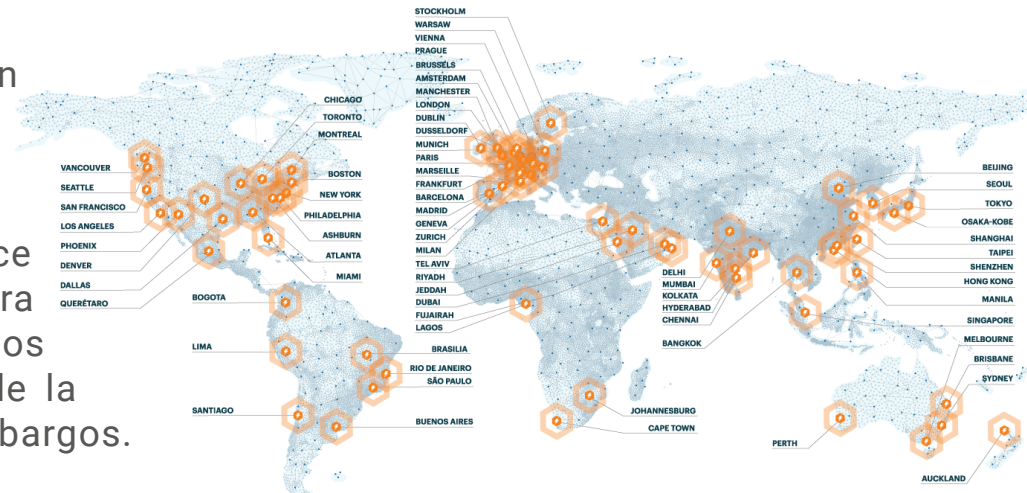 n
ce
ra
os
le la
bargos.
STOCKHOLM
WARSAW
VIENNA
PRAGUE
BRUSSELS
AMSTERDAM
MANCHESTER
LONDON
DUBLIN
DUSSELDORF
MUNICH
PARIS
MARSEILLE
FRANKFURT
BARCELONA
MADRID
GENEVA
ZURICH
MILAN
TEL AVIV
RIYADH
JEDDAH
DUBAI
FUJAIRAH
LAGOS
CHICAGO
TORONTO
MONTREAL
BOSTON
NEW YORK
PHILADELPHIA
ASHBURN
ATLANTA
MIAMI
VANCOUVER
SEATTLE
SAN FRANCISCO
LOS ANGELES
PHOENIX
DENVER
DALLAS
QUERÉTARO
BOGOTA
LIMA
SANTIAGO
BRASILIA
RIO DE JANEIRO
SÃO PAULO
BUENOS AIRES
JOHANNESBURG
CAPE TOWN
DELHI
MUMBAI
KOLKATA
HYDERABAD
CHENNAI
BANGKOK
BEIJING
SEOUL
TOKYO
OSAKA-KOBE
SHANGHAI
TAIPEI
SHENZHEN
HONG KONG
MANILA
SINGAPORE
MELBOURNE
BRISBANE
SYDNEY
PERTH
AUCKLAND